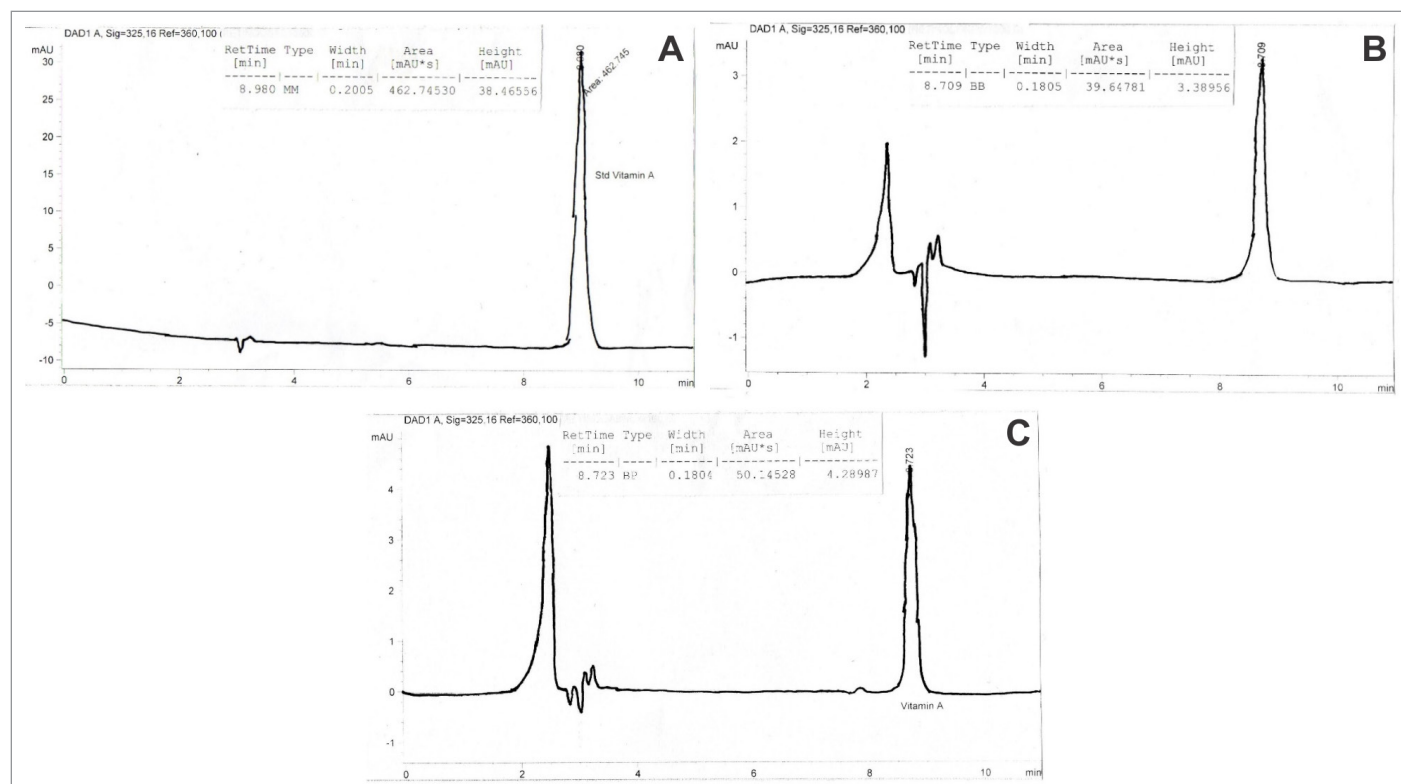 DAD1 A, Sig=325,16 Ref=360,100 (
A
mAU
RetTime Type Width Area Height
[min] [min] [mAU*s] [mAU]
-------|----|-------|----------|----------|
8.980 MM 0.2005 462.74530 38.46556
Area: 462.745
Std Vitamin A
30
25
20
15
10
5
0
-5
-10
0 2 4 6 8 10 min
DAD1 A, Sig=325,16 Ref=360,100
B
mAU
RetTime Type Width Area Height
[min] [min] [mAU*s] [mAU]
-------|----|-------|----------|----------|
8.709 BB 0.1805 39.64781 3.38956
8.709
3
2
1
0
-1
0 2 4 6 8 10 min
DAD1 A, Sig=325,16 Ref=360,100
C
mAU
RetTime Type Width Area Height
[min] [min] [mAU*s] [mAU]
-------|----|-------|----------|----------|
8.723 BP 0.1804 50.14528 4.28987
8.723
4
3
2
1
0
-1
Vitamin A
0 2 4 6 8 10 min